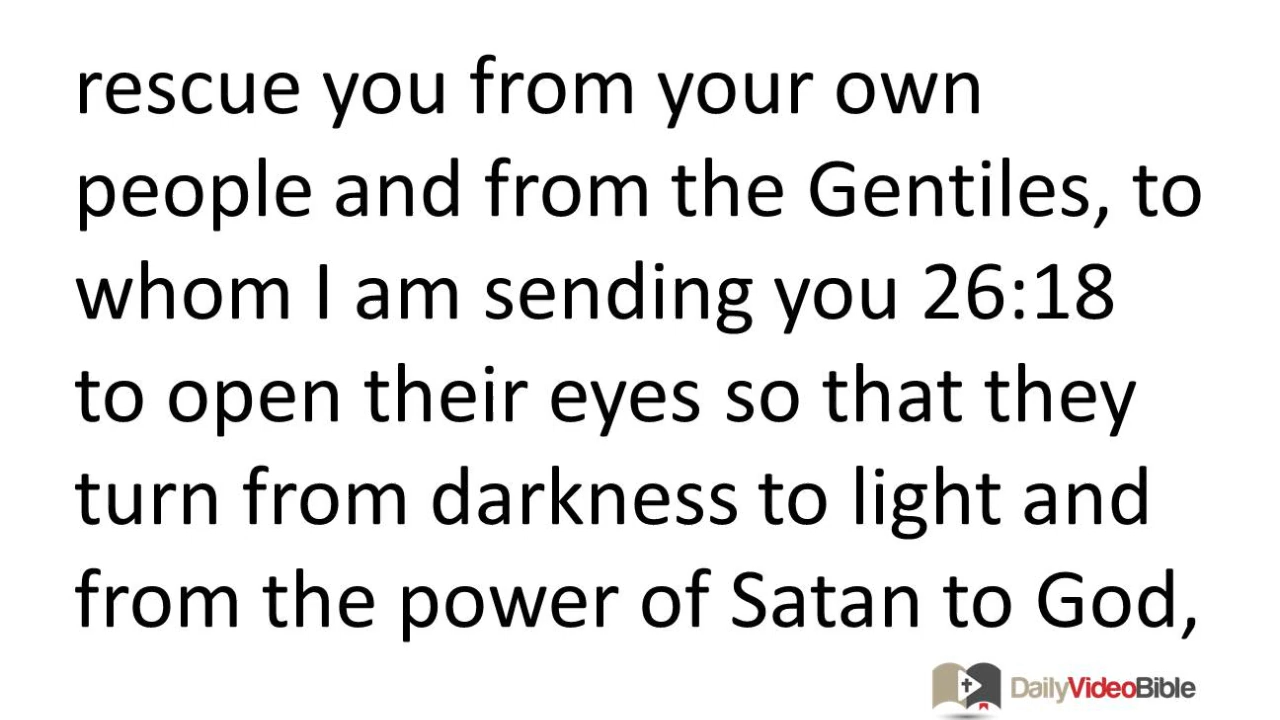 rescue you from your own
people and from the Gentiles, to
whom I am sending you 26:18
to open their eyes so that they
turn from darkness to light and
from the power of Satan to God,
DailyVideoBible